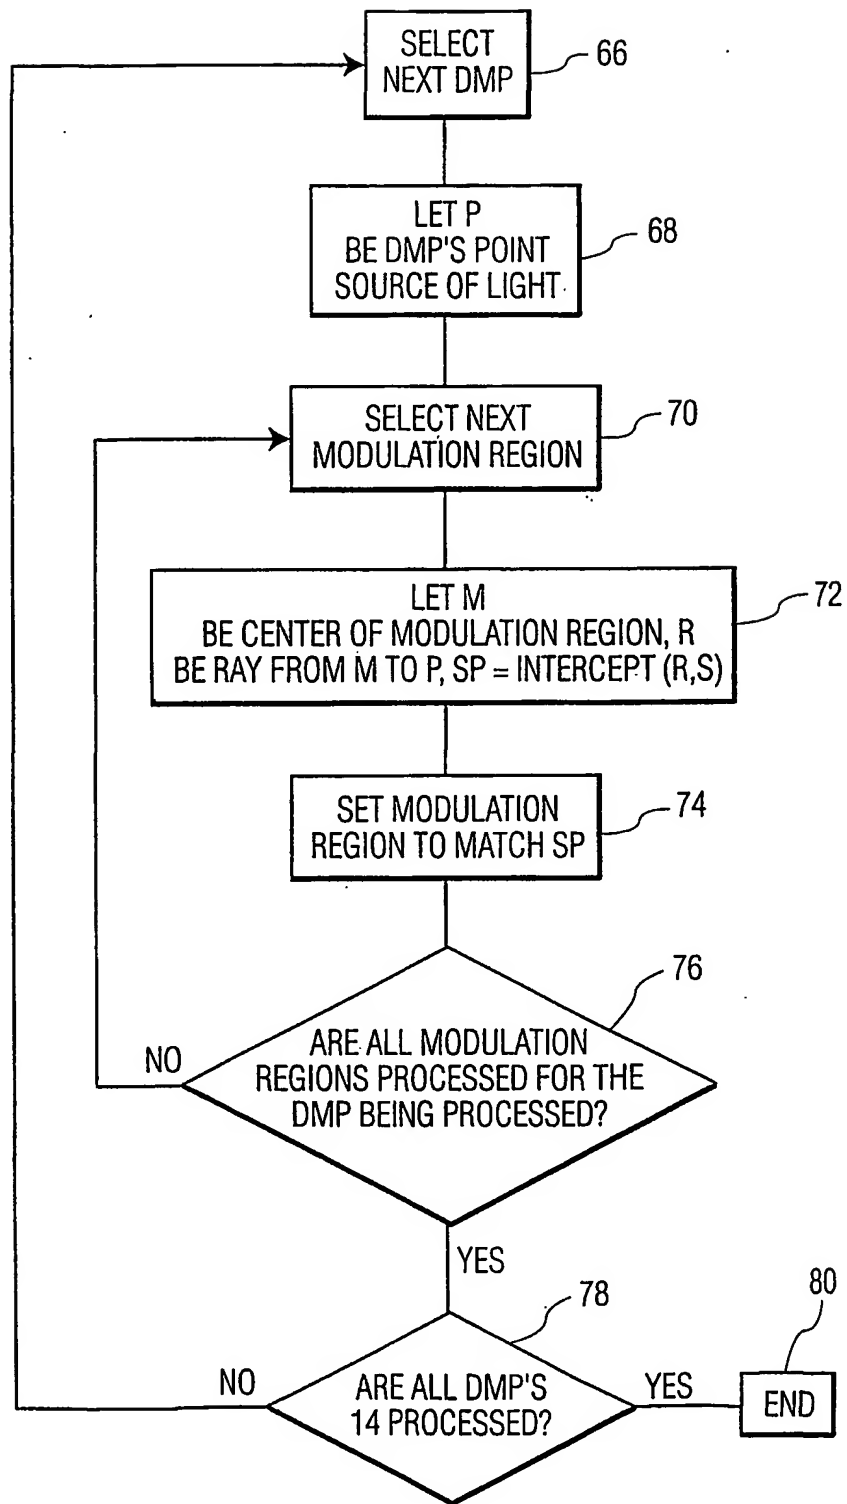 SELECT
NEXT DMP
66
LET P
BE DMP'S POINT
SOURCE OF LIGHT
68
SELECT NEXT
MODULATION REGION
70
LET M
BE CENTER OF MODULATION REGION, R
BE RAY FROM M TO P, SP = INTERCEPT (R,S)
72
SET MODULATION
REGION TO MATCH SP
74
76
ARE ALL MODULATION
REGIONS PROCESSED FOR THE
DMP BEING PROCESSED?
NO
YES
78
80
ARE ALL DMP'S
14 PROCESSED?
NO
YES
END